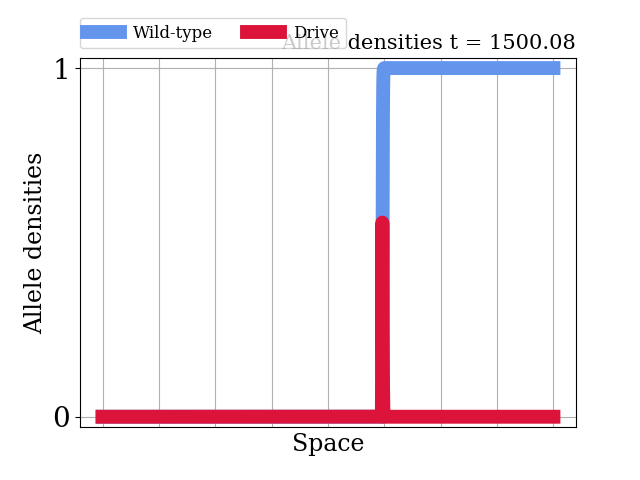 Wild-type Drive
Allele densities t = 1500.08
1
Allele densities
0
Space